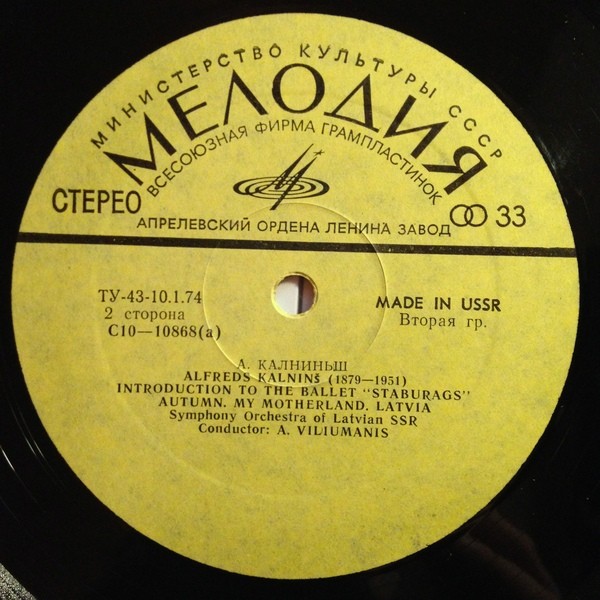 МИНИСТЕРСТВО КУЛЬТУРЫ СССР
МЕЛОДИЯ
ВСЕСОЮЗНАЯ ФИРМА ГРАМПЛАСТИНОК
СТЕРЕО
33
АПРЕЛЕВСКИЙ ОРДЕНА ЛЕНИНА ЗАВОД
ТУ-43-10.1.74
2 сторона
С10—10868(а)
MADE IN USSR
Вторая гр.
А. КАЛНИНЬШ
ALFREDS KALNINŠ (1879—1951)
INTRODUCTION TO THE BALLET "STABURAGS"
AUTUMN. MY MOTHERLAND. LATVIA
Symphony Orchestra of Latvian SSR
Conductor: A. VILIUMANIS